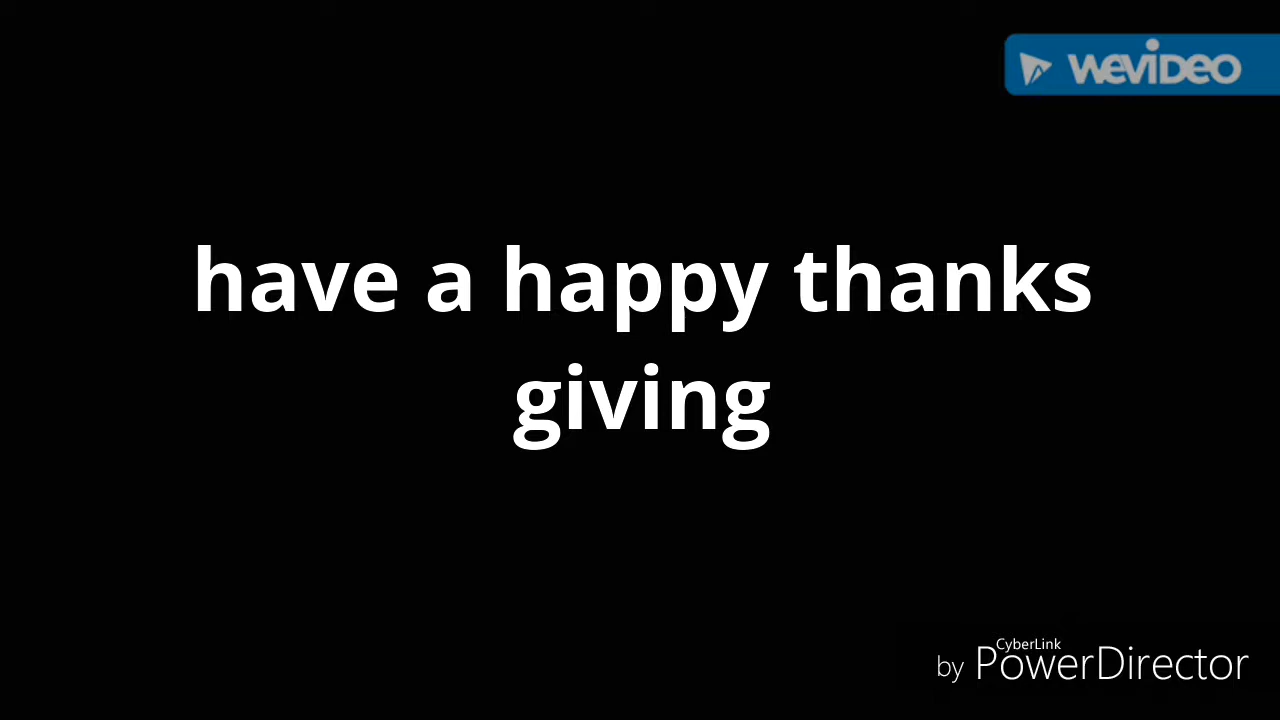 WeVideo
have a happy thanks
giving
CyberLink
by PowerDirector